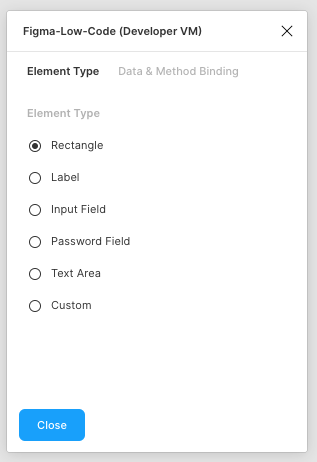 Figma-Low-Code (Developer VM)
Element Type Data & Method Binding
Element Type
Rectangle
Label
Input Field
Password Field
Text Area
Custom
Close